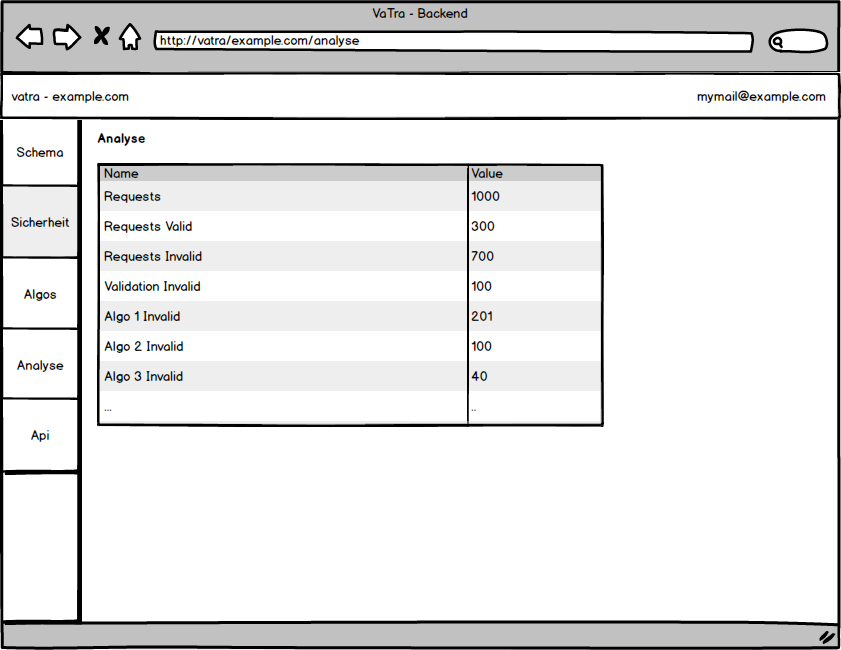 VaTra - Backend
http://vatra/example.com/analyse
vatra - example.com
mymail@example.com
Schema
Sicherheit
Algos
Analyse
Api
Analyse
Name Value
Requests 1000
Requests Valid 300
Requests Invalid 700
Validation Invalid 100
Algo 1 Invalid 201
Algo 2 Invalid 100
Algo 3 Invalid 40
... ..